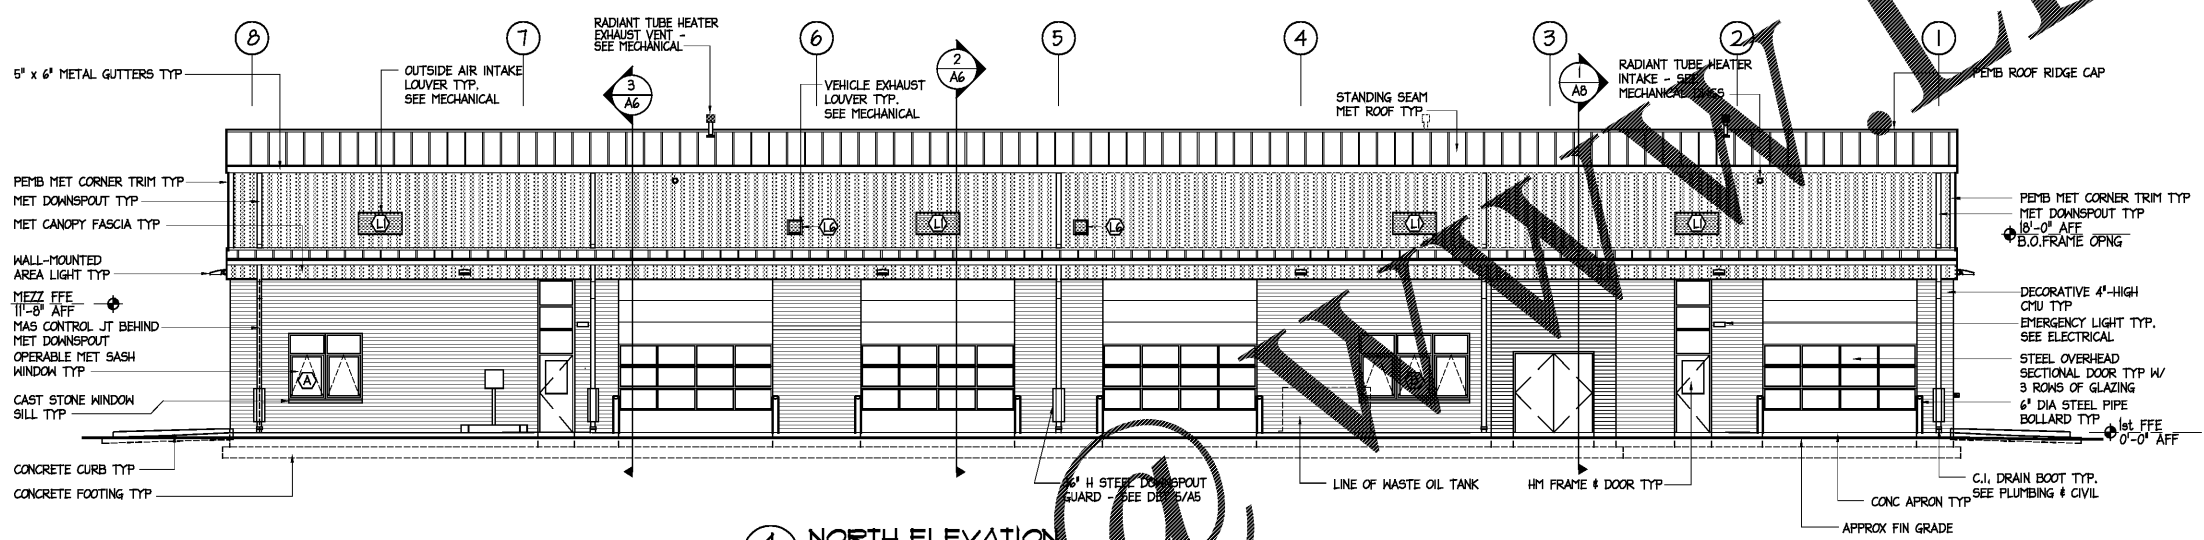 8
7
6
5
4
3
2
1
RADIANT TUBE HEATER
EXHAUST VENT -
SEE MECHANICAL
5" x 6" METAL GUTTERS TYP
OUTSIDE AIR INTAKE
LOUVER TYP.
SEE MECHANICAL
3
A6
VEHICLE EXHAUST
LOUVER TYP.
SEE MECHANICAL
2
A6
STANDING SEAM
MET ROOF TYP
1
A8
RADIANT TUBE HEATER
INTAKE - SEE
MECHANICAL
PEMB ROOF RIDGE CAP
PEMB MET CORNER TRIM TYP
MET DOWNSPOUT TYP
MET CANOPY FASCIA TYP
WALL-MOUNTED
AREA LIGHT TYP
MEZZ FFE
11'-8" AFF
MAS CONTROL JT BEHIND
MET DOWNSPOUT
OPERABLE MET SASH
WINDOW TYP
CAST STONE WINDOW
SILL TYP
CONCRETE CURB TYP
CONCRETE FOOTING TYP
L1
L6
L1
L6
L1
L1
A
PEMB MET CORNER TRIM TYP
MET DOWNSPOUT TYP
18'-0" AFF
B.O.FRAME OPNG
DECORATIVE 4"-HIGH
CMU TYP
EMERGENCY LIGHT TYP.
SEE ELECTRICAL
STEEL OVERHEAD
SECTIONAL DOOR TYP W/
3 ROWS OF GLAZING
6" DIA STEEL PIPE
BOLLARD TYP
1st FFE
0'-0" AFF
36" H STEEL DOWNSPOUT
GUARD - SEE DET 5/A5
LINE OF WASTE OIL TANK
HM FRAME & DOOR TYP
C.I. DRAIN BOOT TYP.
SEE PLUMBING & CIVIL
CONC APRON TYP
APPROX FIN GRADE
1 NORTH ELEVATION
@
WWW.